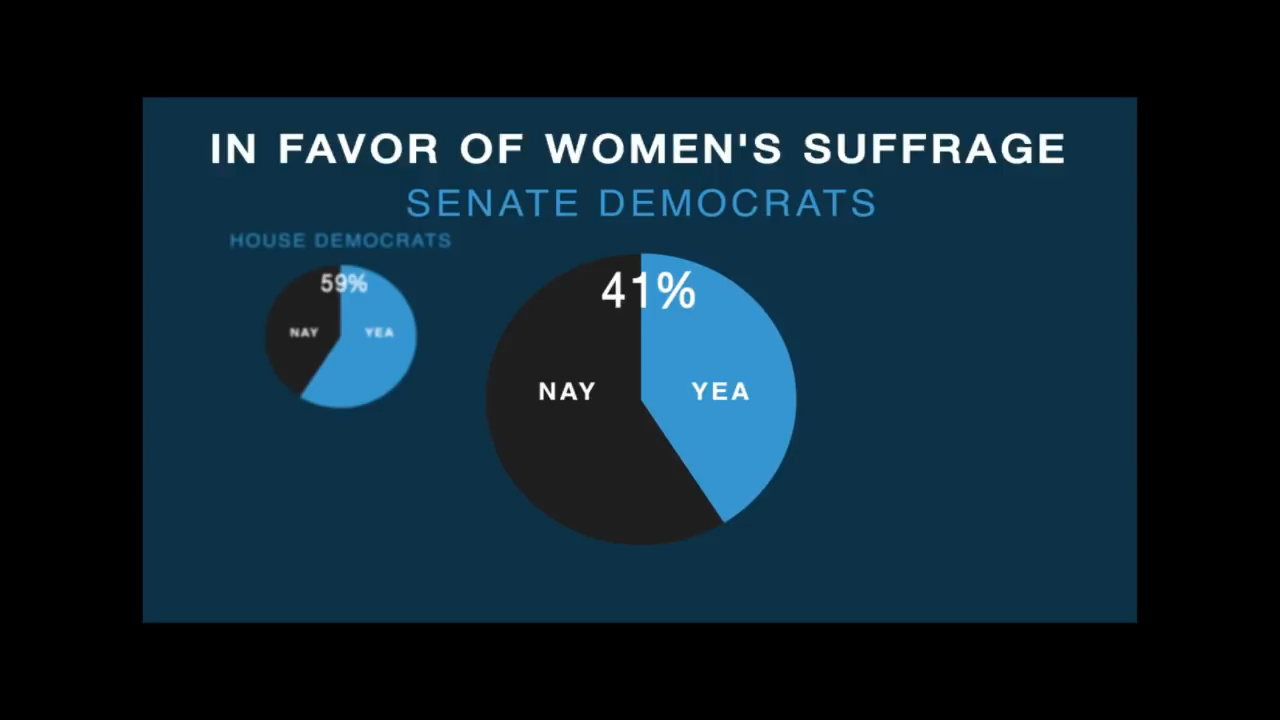 IN FAVOR OF WOMEN'S SUFFRAGE
SENATE DEMOCRATS
HOUSE DEMOCRATS
59%
NAY YEA
41%
NAY YEA